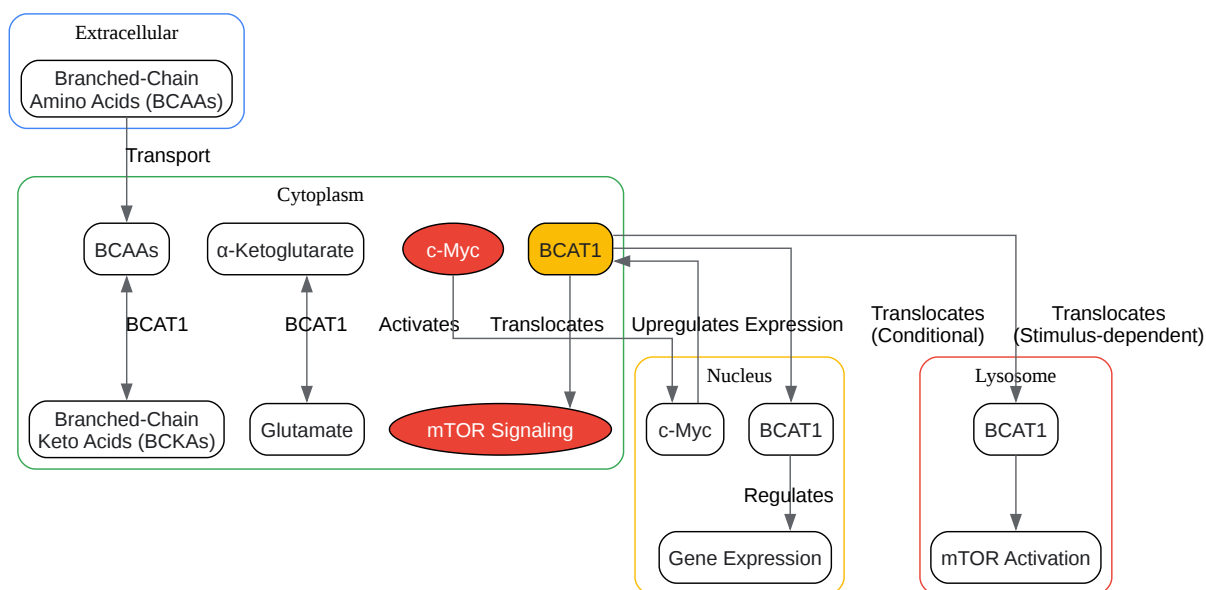 Extracellular
Branched-Chain
Amino Acids (BCAAs)
Transport
Cytoplasm
BCAAs
α-Ketoglutarate
c-Myc
BCAT1
BCAT1
BCAT1
Activates
Translocates
Upregulates Expression
Translocates
(Conditional)
Translocates
(Stimulus-dependent)
Nucleus
Lysosome
Branched-Chain
Keto Acids (BCKAs)
Glutamate
mTOR Signaling
c-Myc
BCAT1
BCAT1
Regulates
Gene Expression
mTOR Activation